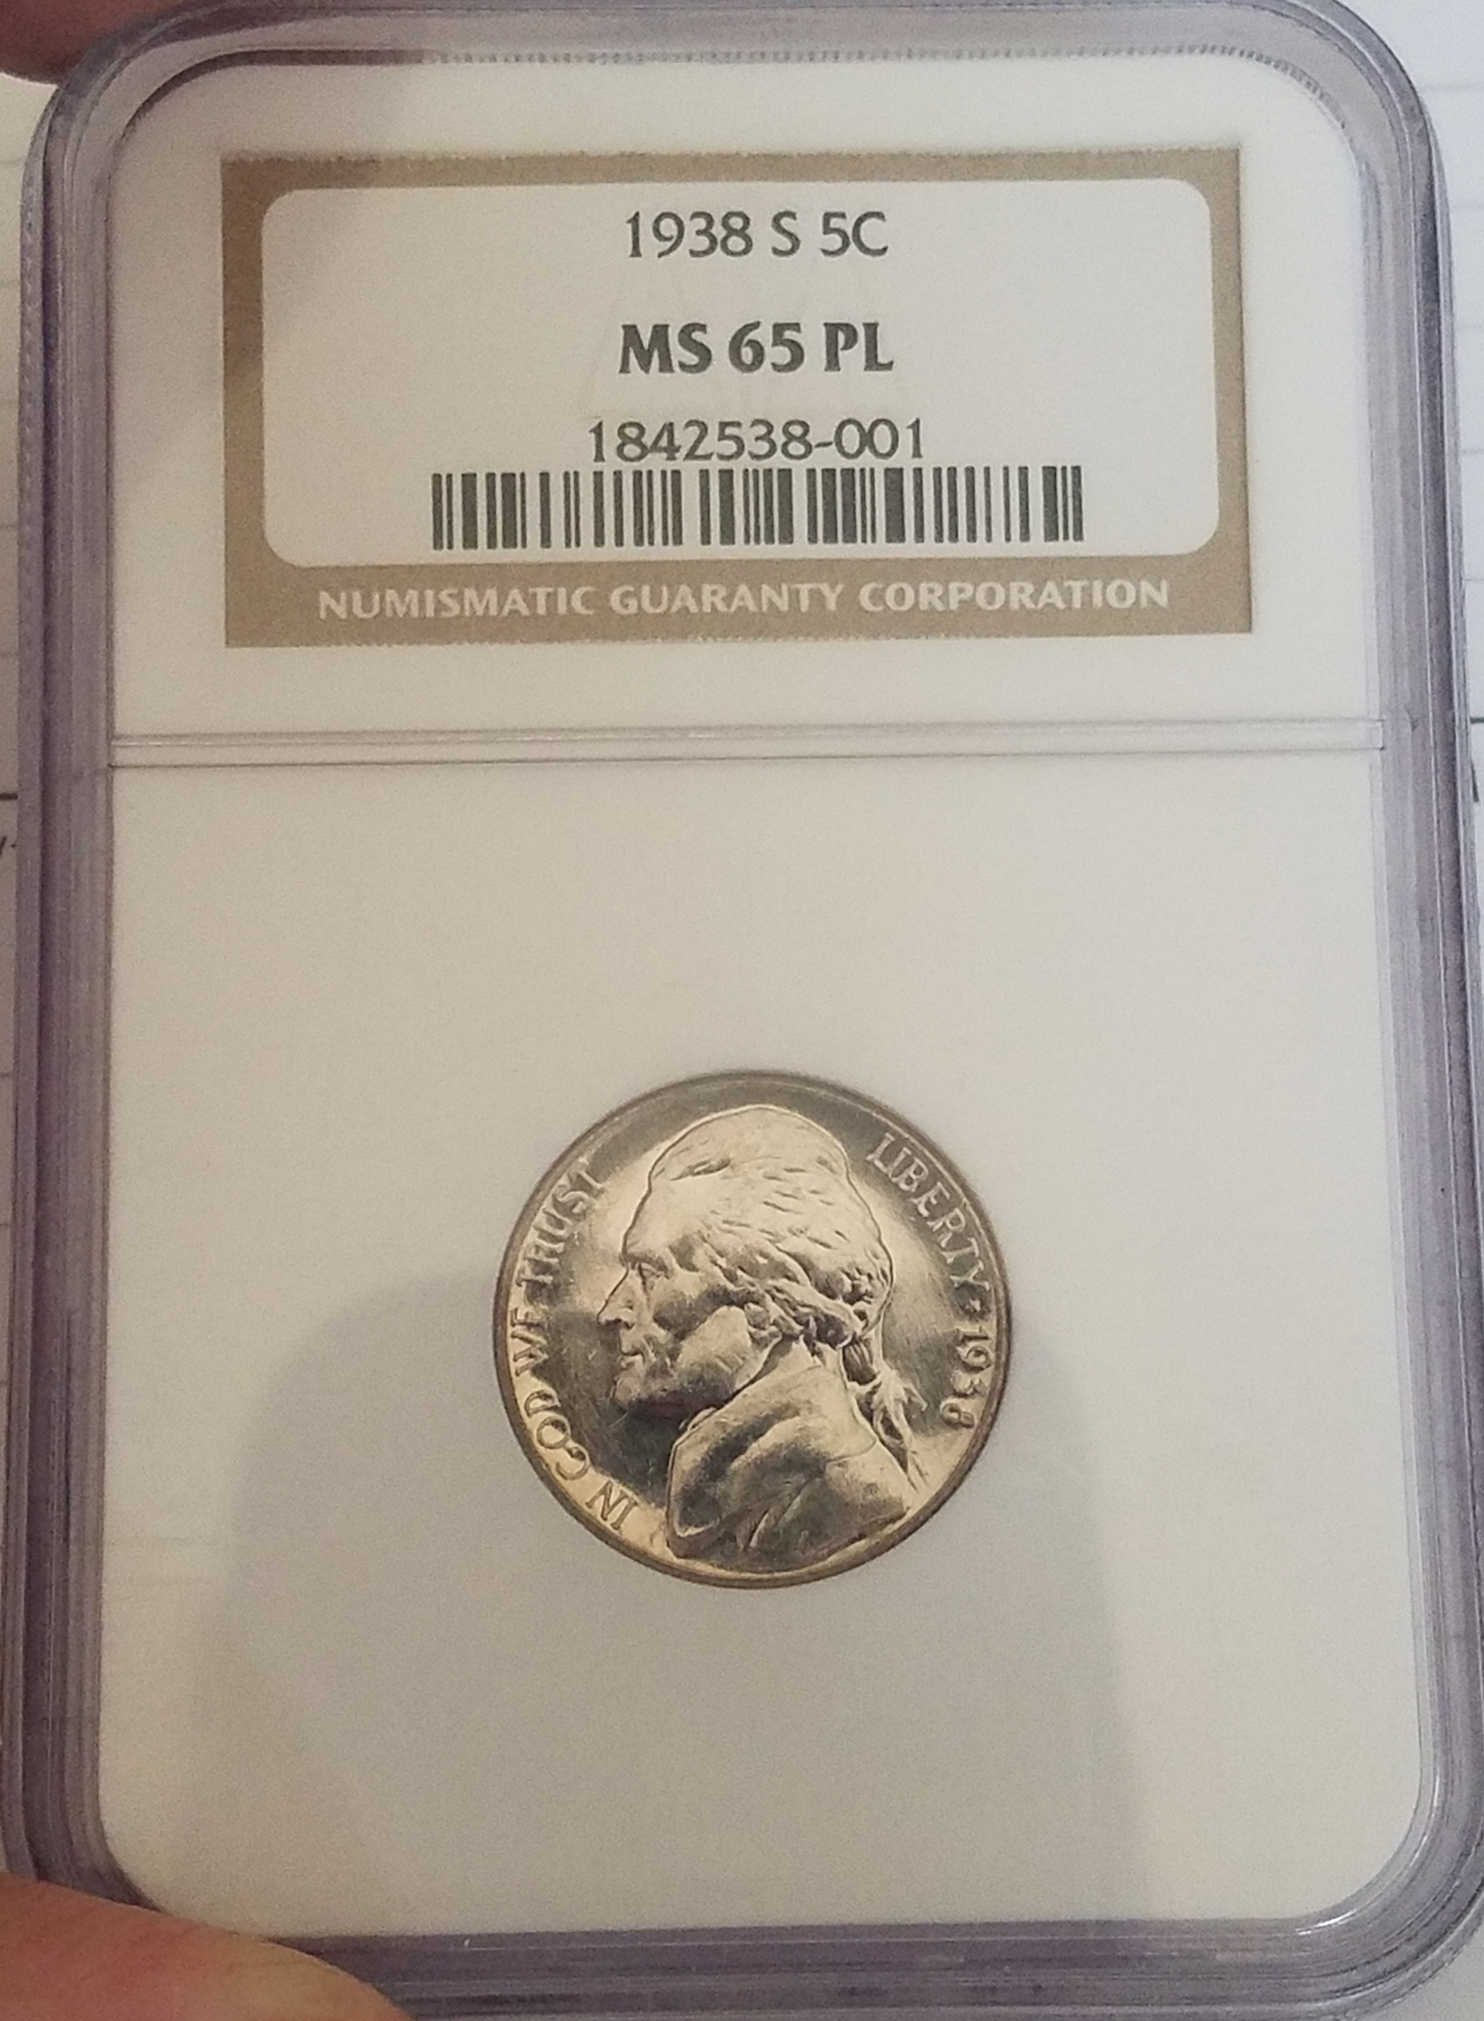 1938 S 5C
MS 65 PL
1842538-001
NUMISMATIC GUARANTY CORPORATION
IN GOD WE TRUST
LIBERTY ★ 1938